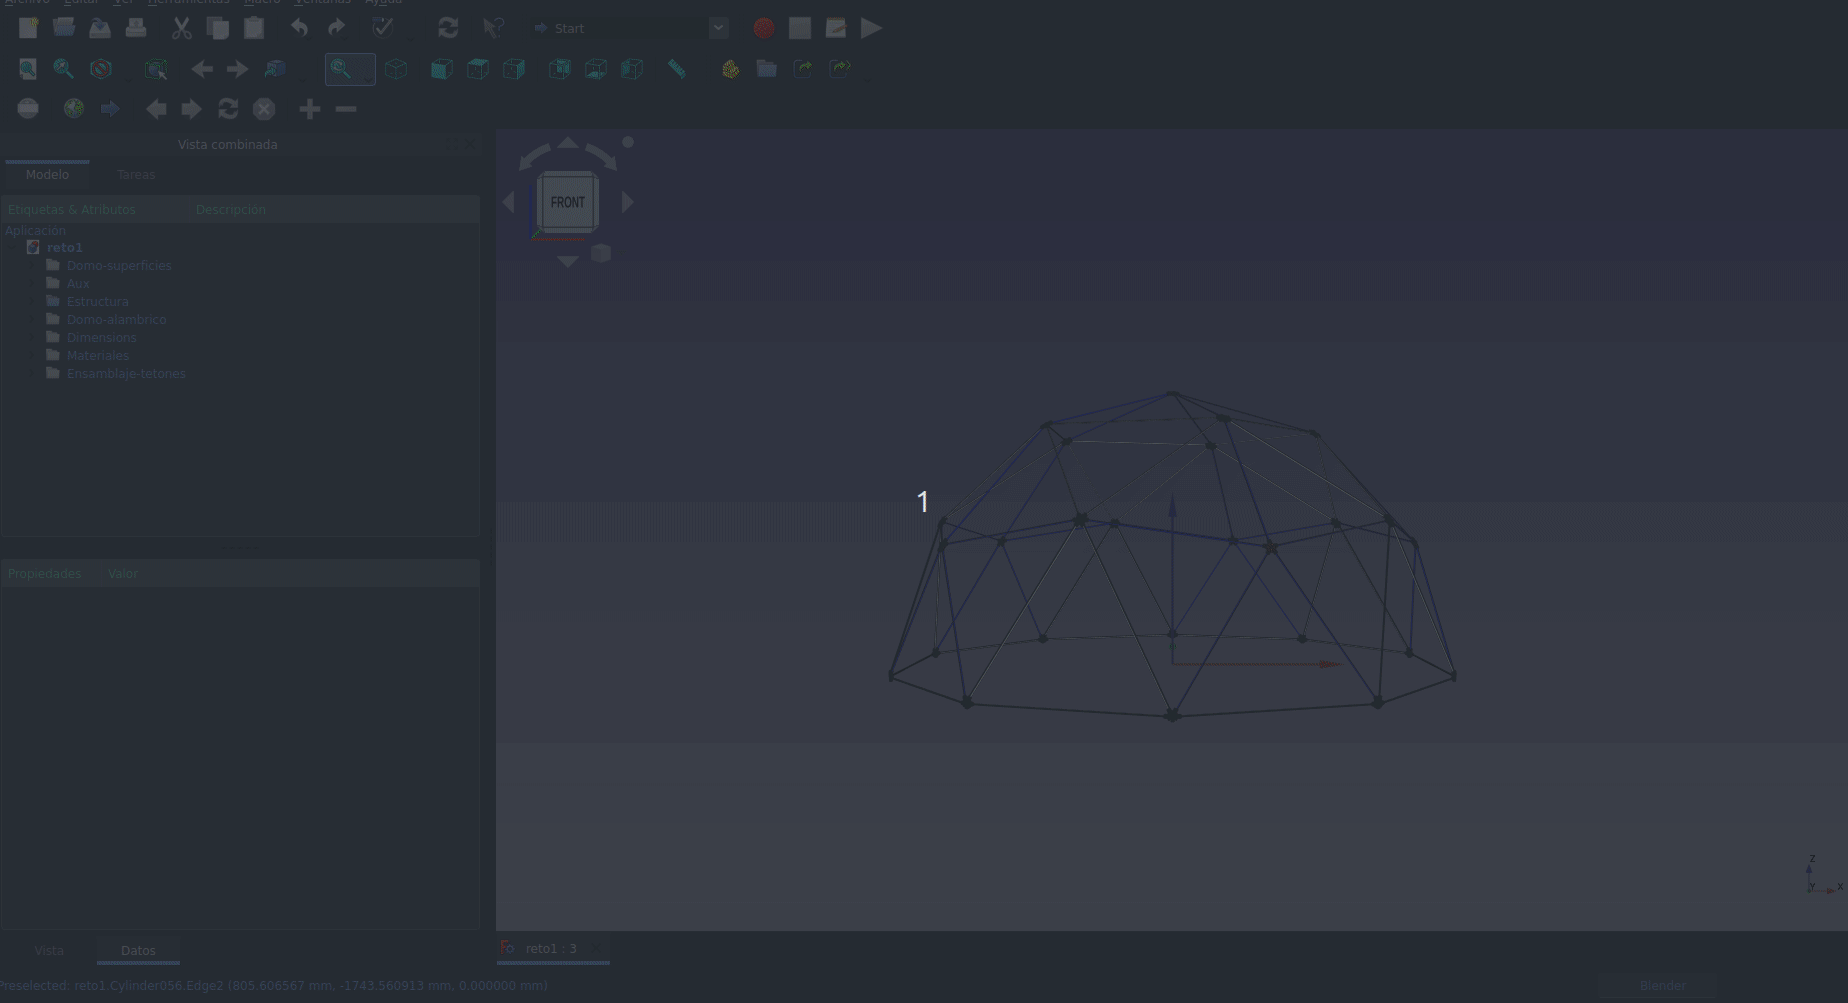 Archivo Editar Ver Herramientas Macro Ventanas Ayuda
Start
Vista combinada
Modelo Tareas
Etiquetas & Atributos Descripción
Aplicación
reto1
Domo-superficies
Aux
Estructura
Domo-alambrico
Dimensions
Materiales
Ensamblaje-tetones
FRONT
1
Propiedades Valor
Z
Y X
Vista Datos
reto1 : 3
Preselected: reto1.Cylinder056.Edge2 (805.606567 mm, -1743.560913 mm, 0.000000 mm)
Blender